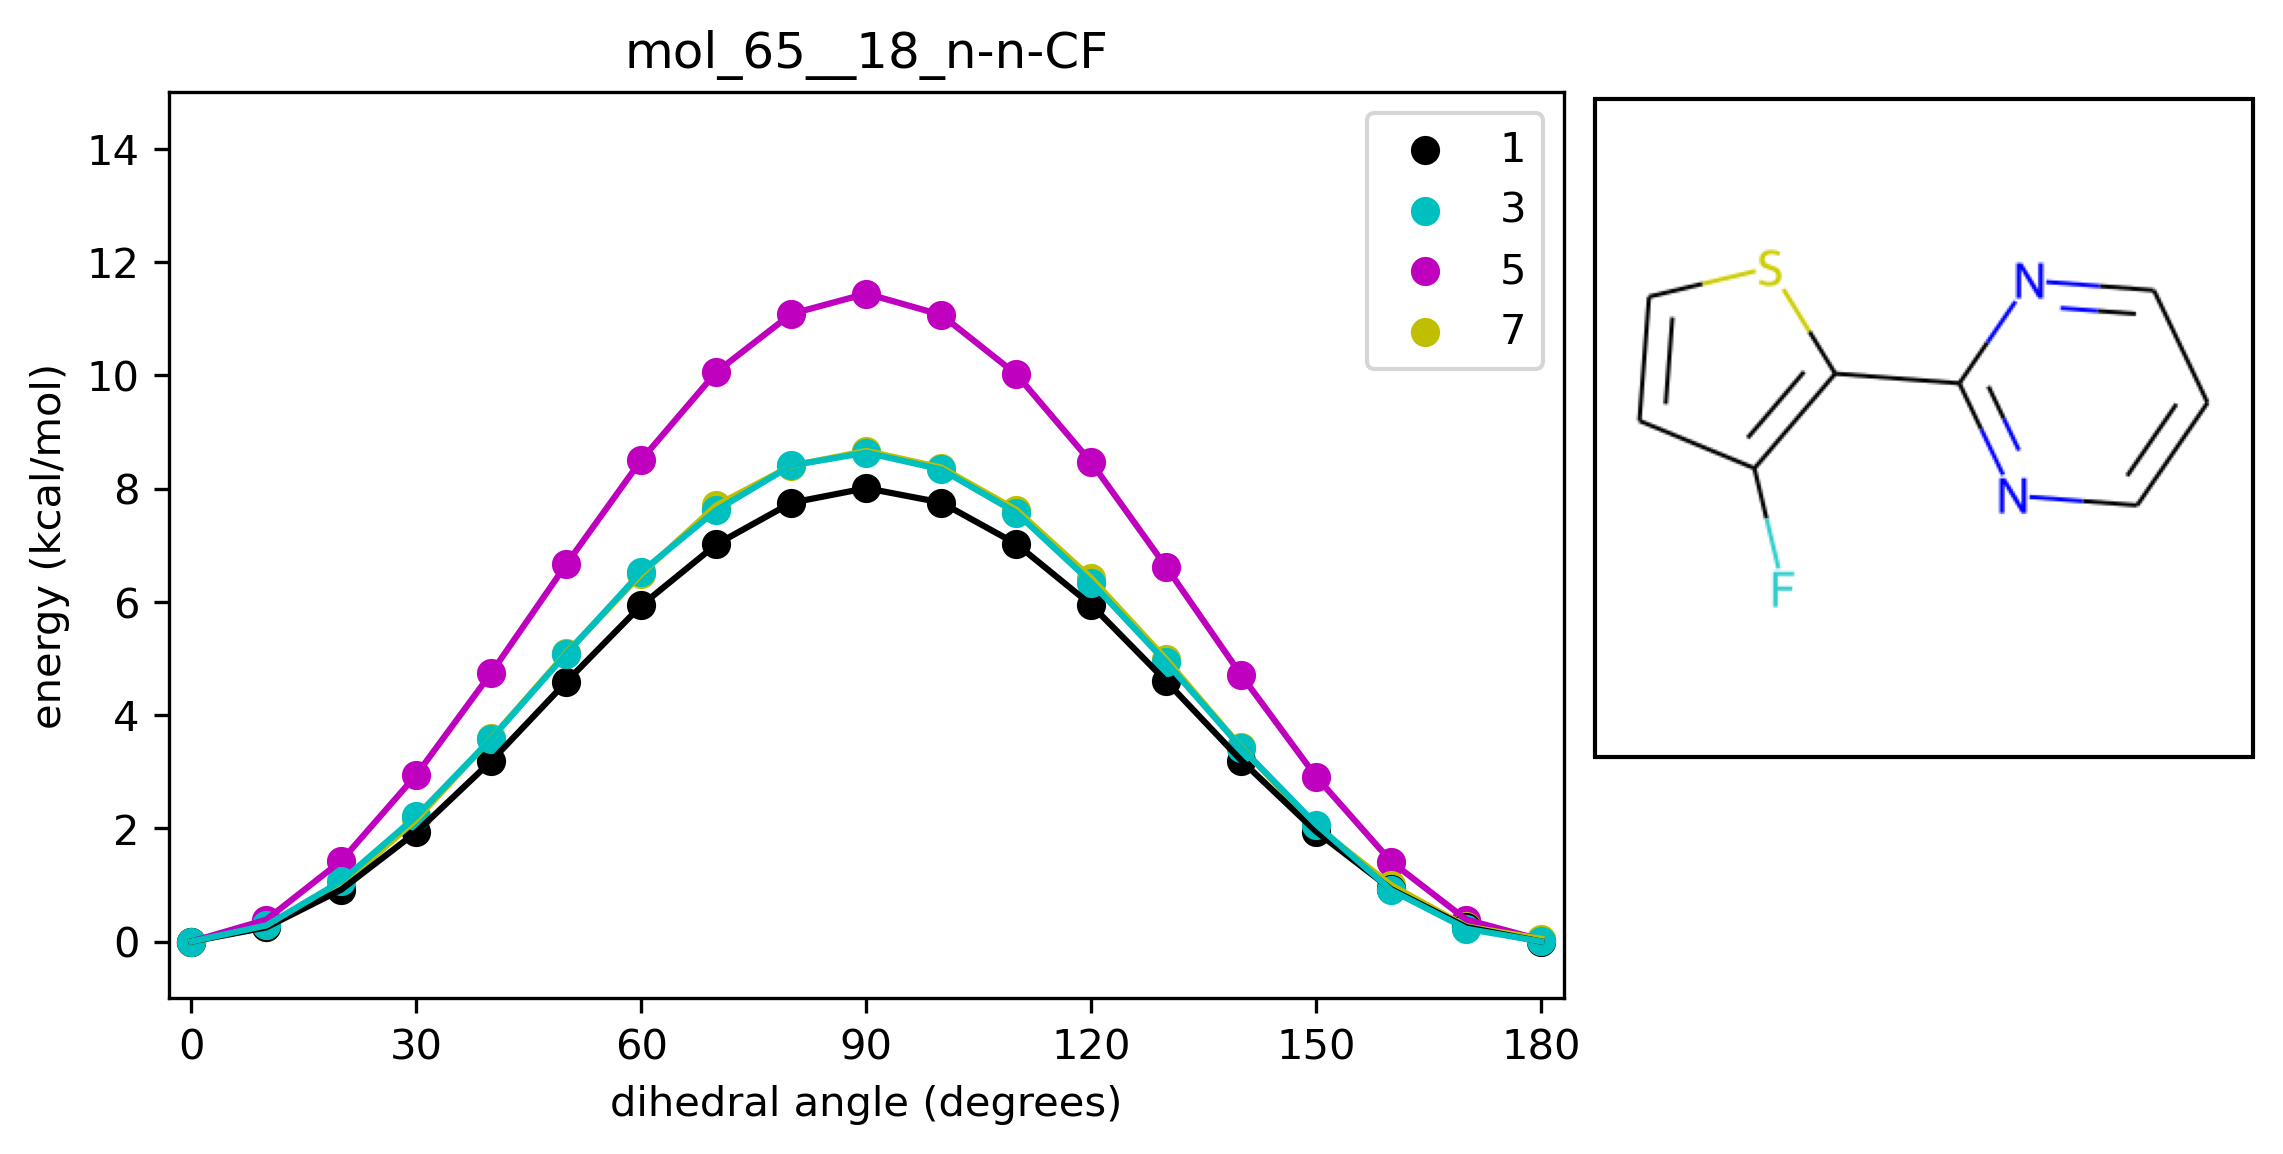 mol_65__18_n-n-CF
14
12
10
8
6
4
2
0
energy (kcal/mol)
0 30 60 90 120 150 180
dihedral angle (degrees)
1
3
5
7
S
N
N
F